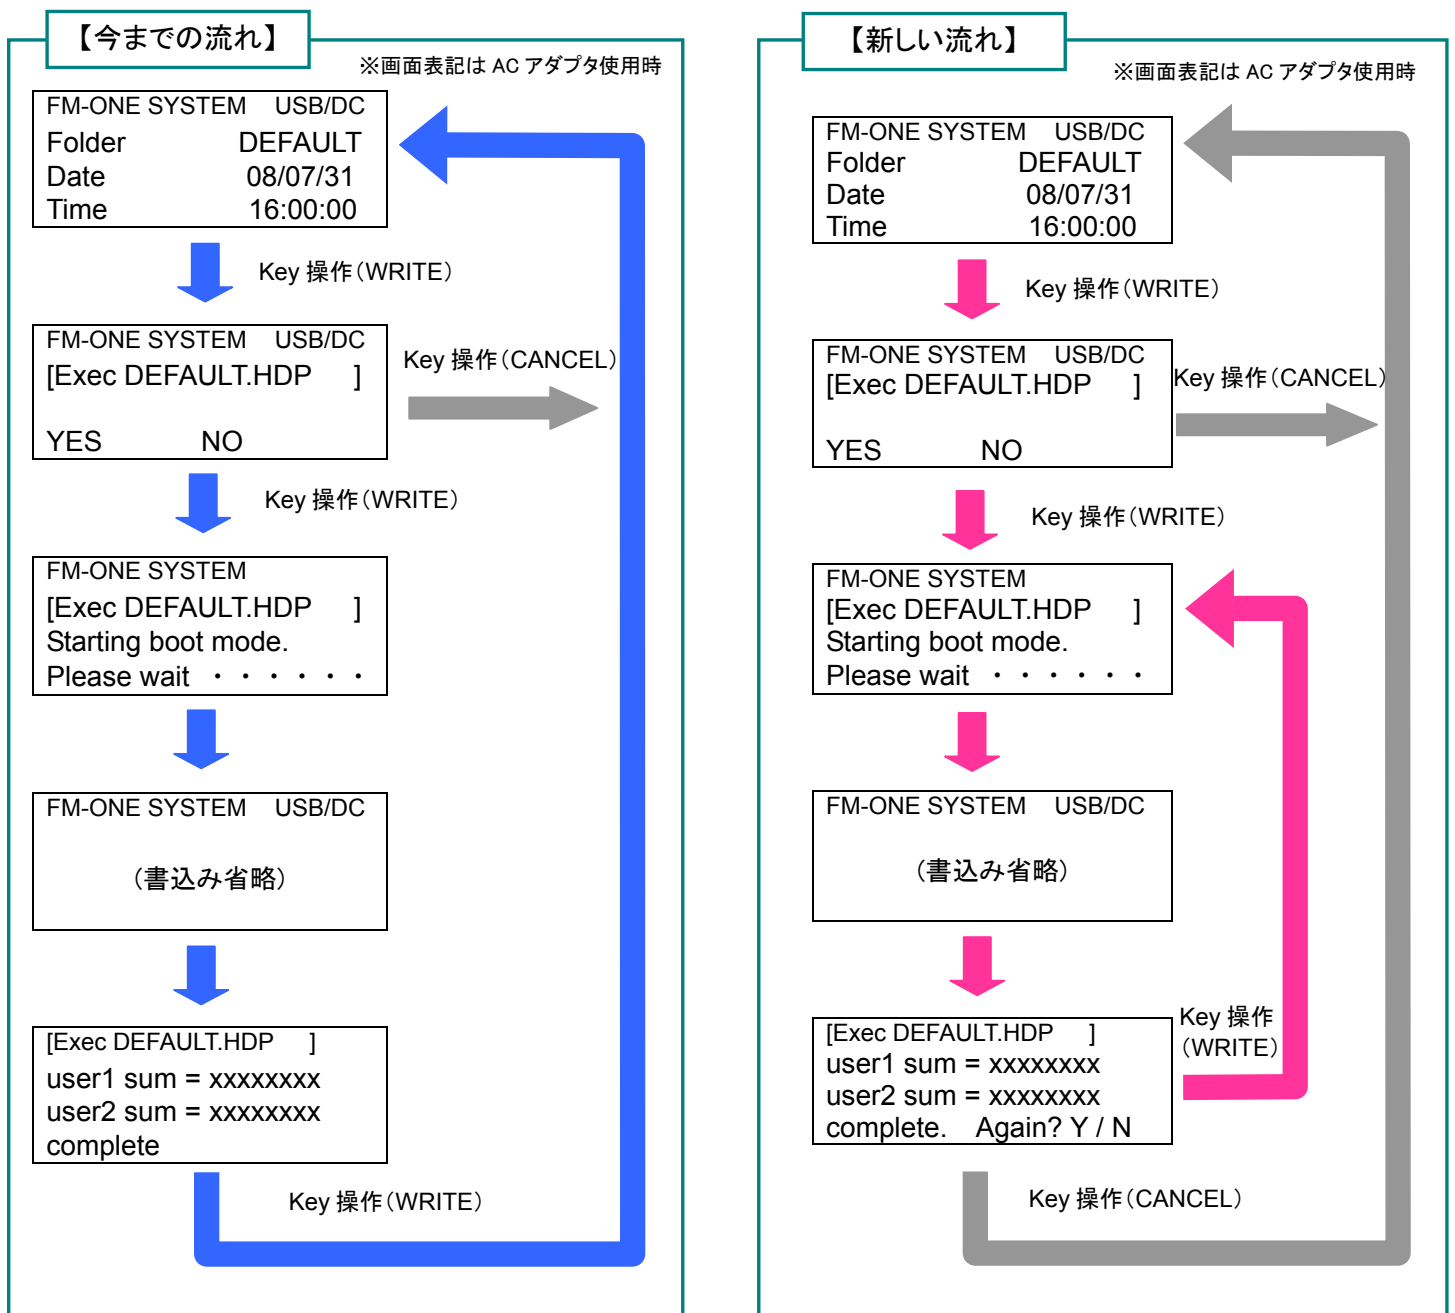 【今までの流れ】
※画面表記は AC アダプタ使用時
FM-ONE SYSTEM USB/DC
Folder DEFAULT
Date 08/07/31
Time 16:00:00
Key 操作（WRITE）
FM-ONE SYSTEM USB/DC
[Exec DEFAULT.HDP ]
YES NO
Key 操作（CANCEL）
Key 操作（WRITE）
FM-ONE SYSTEM
[Exec DEFAULT.HDP ]
Starting boot mode.
Please wait ・・・・・・
FM-ONE SYSTEM USB/DC
（書込み省略）
[Exec DEFAULT.HDP ]
user1 sum = xxxxxxxx
user2 sum = xxxxxxxx
complete
Key 操作（WRITE）
【新しい流れ】
※画面表記は AC アダプタ使用時
FM-ONE SYSTEM USB/DC
Folder DEFAULT
Date 08/07/31
Time 16:00:00
Key 操作（WRITE）
FM-ONE SYSTEM USB/DC
[Exec DEFAULT.HDP ]
YES NO
Key 操作（CANCEL）
Key 操作（WRITE）
FM-ONE SYSTEM
[Exec DEFAULT.HDP ]
Starting boot mode.
Please wait ・・・・・・
FM-ONE SYSTEM USB/DC
（書込み省略）
[Exec DEFAULT.HDP ]
user1 sum = xxxxxxxx
user2 sum = xxxxxxxx
complete. Again? Y / N
Key 操作
（WRITE）
Key 操作（CANCEL）